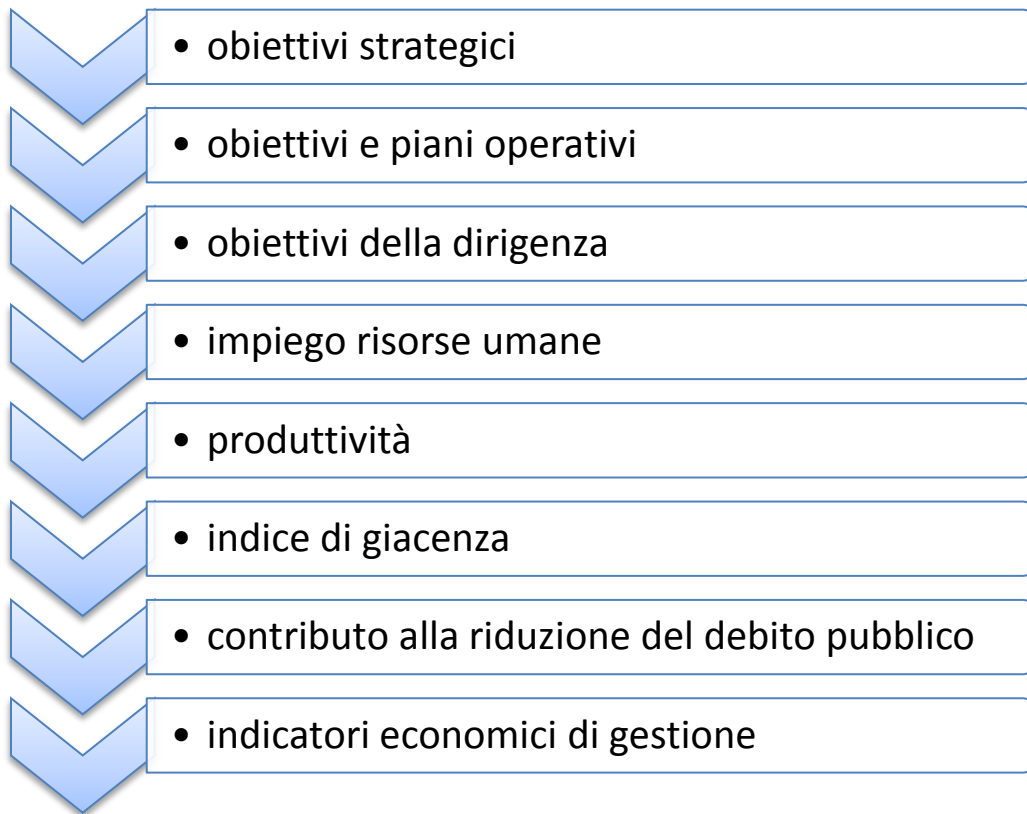 • obiettivi strategici
• obiettivi e piani operativi
• obiettivi della dirigenza
• impiego risorse umane
• produttività
• indice di giacenza
• contributo alla riduzione del debito pubblico
• indicatori economici di gestione